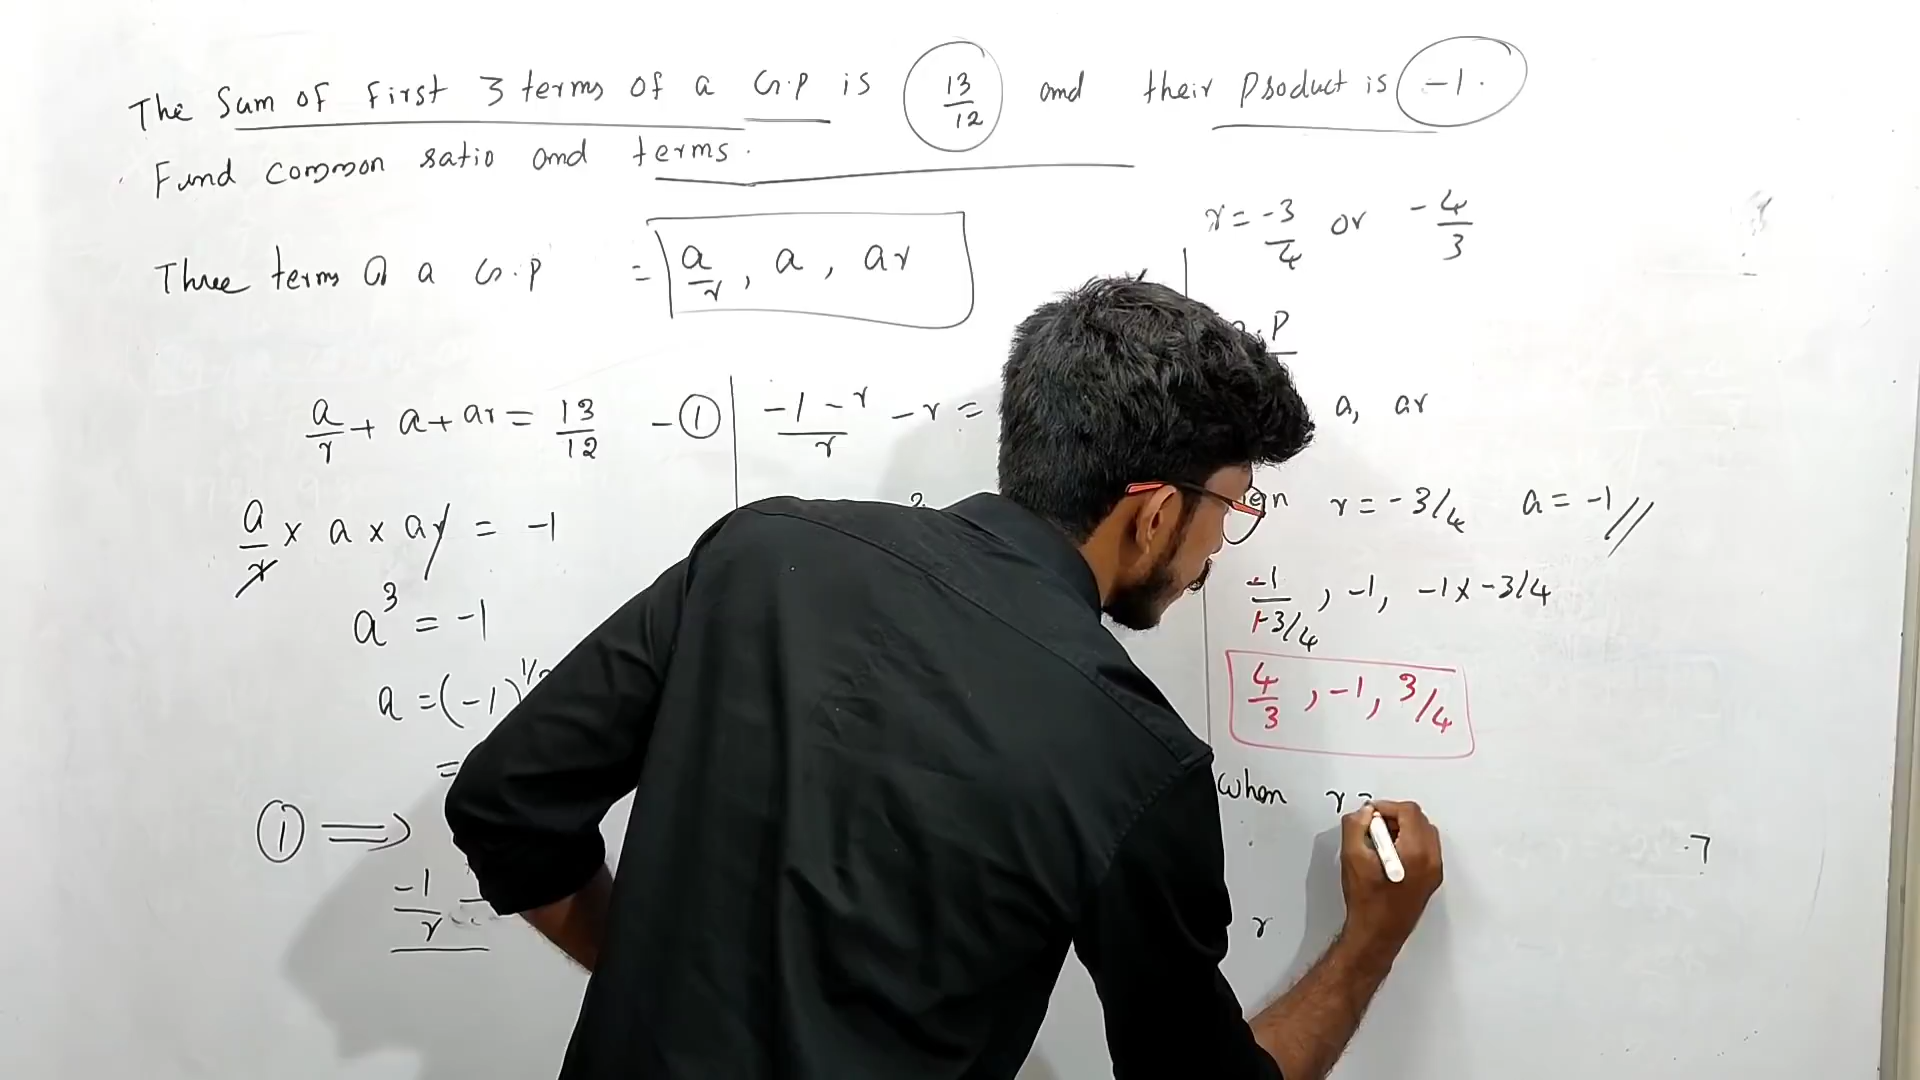 The Sum of First 3 terms of a G.P is 13/12 and their product is -1.
Find common ratio and terms.
Three terms of a G.P = a/r, a, ar
a/r + a + ar = 13/12 - ①
a/r × a × ar = -1
a³ = -1
a = (-1)
=
① ⟹
-1/r -
(-1 - r)/r - r =
2
r = -3/4 or -4/3
.P
a, ar
en r = -3/4 a = -1//
-1/-3/4, -1, -1 × -3/4
4/3, -1, 3/4
when r =
r